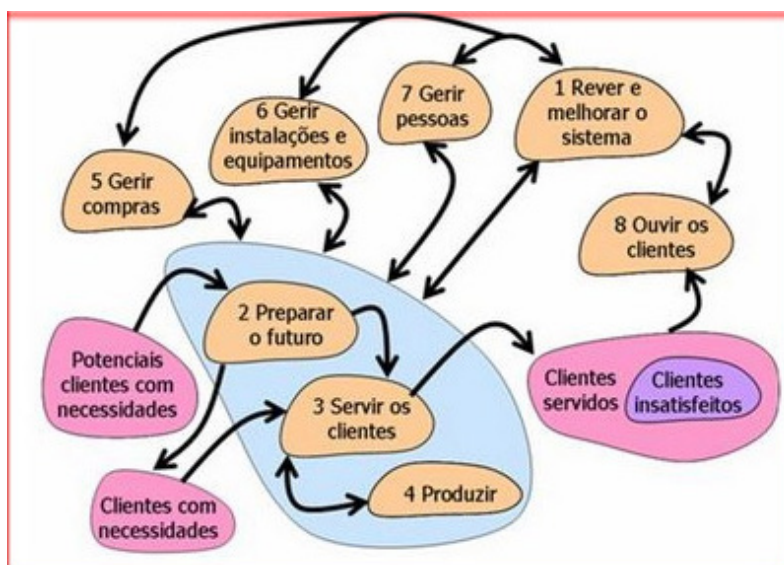 6 Gerir
instalações e
equipamentos
7 Gerir
pessoas
1 Rever e
melhorar o
sistema
5 Gerir
compras
8 Ouvir os
clientes
2 Preparar
o futuro
Potenciais
clientes com
necessidades
3 Servir os
clientes
Clientes
servidos
Clientes
insatisfeitos
4 Produzir
Clientes com
necessidades